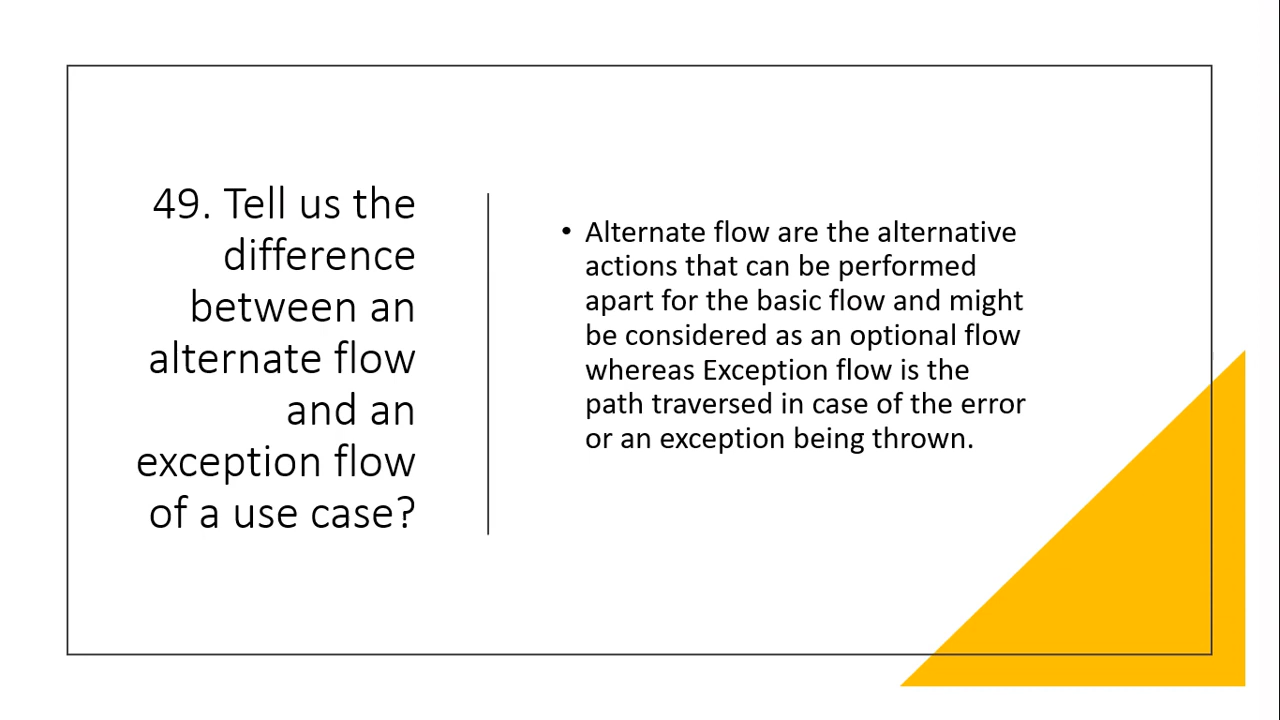 49. Tell us the
difference
between an
alternate flow
and an
exception flow
of a use case?
• Alternate flow are the alternative
actions that can be performed
apart for the basic flow and might
be considered as an optional flow
whereas Exception flow is the
path traversed in case of the error
or an exception being thrown.